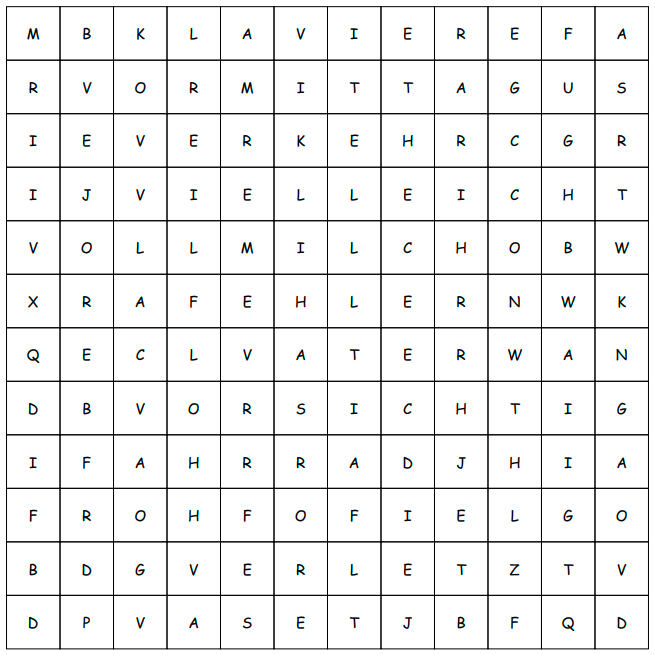 M B K L A V I E R E F A
R V O R M I T T A G U S
I E V E R K E H R C G R
I J V I E L L E I C H T
V O L L M I L C H O B W
X R A F E H L E R N W K
Q E C L V A T E R W A N
D B V O R S I C H T I G
I F A H R R A D J H I A
F R O H F O F I E L G O
B D G V E R L E T Z T V
D P V A S E T J B F Q D